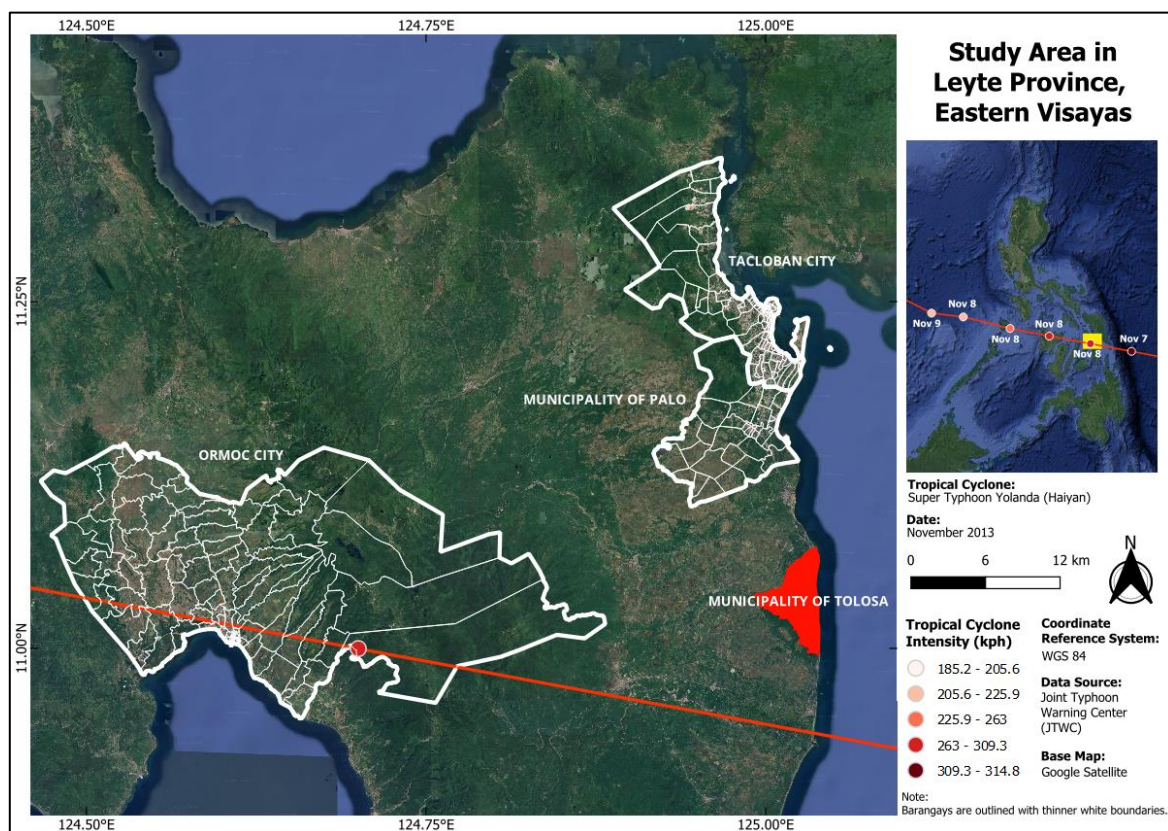 124.50°E 124.75°E 125.00°E
11.25°N
11.00°N
TACLOBAN CITY
MUNICIPALITY OF PALO
ORMOC CITY
MUNICIPALITY OF TOLOSA
124.50°E 124.75°E 125.00°E
Study Area in
Leyte Province,
Eastern Visayas
Nov 9
Nov 8
Nov 8
Nov 8
Nov 8
Nov 7
Tropical Cyclone:
Super Typhoon Yolanda (Haiyan)
Date:
November 2013
0 6 12 km
N
Tropical Cyclone
Intensity (kph)
185.2 - 205.6
205.6 - 225.9
225.9 - 263
263 - 309.3
309.3 - 314.8
Coordinate
Reference System:
WGS 84
Data Source:
Joint Typhoon
Warning Center
(JTWC)
Base Map:
Google Satellite
Note:
Barangays are outlined with thinner white boundaries.